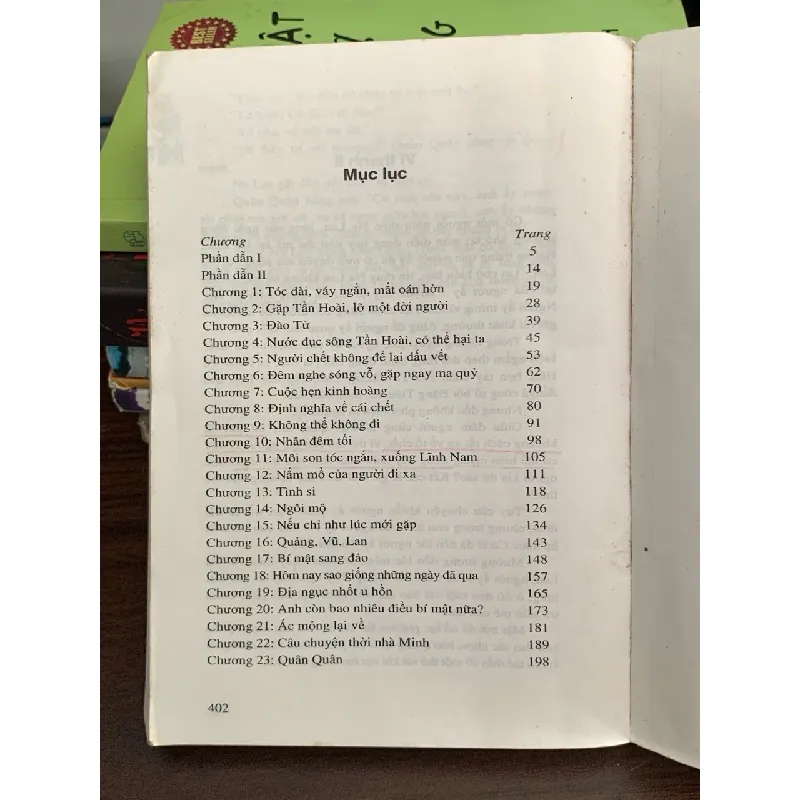 BEST
ẬT
G
Mục lục
Chương Trang
Phần dẫn I 5
Phần dẫn II 14
Chương 1: Tóc dài, váy ngắn, mắt oán hờn 19
Chương 2: Gặp Tần Hoài, lỡ một đời người 28
Chương 3: Đào Tử 39
Chương 4: Nước dục sông Tần Hoài, có thể hại ta 45
Chương 5: Người chết không để lại dấu vết 53
Chương 6: Đêm nghe sóng vỗ, gặp ngay ma quỷ 62
Chương 7: Cuộc hẹn kinh hoàng 70
Chương 8: Định nghĩa về cái chết 80
Chương 9: Không thể không đi 91
Chương 10: Nhân đêm tối 98
Chương 11: Môi son tóc ngắn, xuống Lĩnh Nam 105
Chương 12: Nấm mồ của người đi xa 111
Chương 13: Tình si 118
Chương 14: Ngôi mộ 126
Chương 15: Nếu chỉ như lúc mới gặp 134
Chương 16: Quảng, Vũ, Lan 143
Chương 17: Bí mật sang đảo 148
Chương 18: Hôm nay sao giống những ngày đã qua 157
Chương 19: Địa ngục nhốt u hồn 165
Chương 20: Anh còn bao nhiêu điều bí mật nữa? 173
Chương 21: Ác mộng lại về 181
Chương 22: Câu chuyện thời nhà Minh 189
Chương 23: Quân Quân 198
402